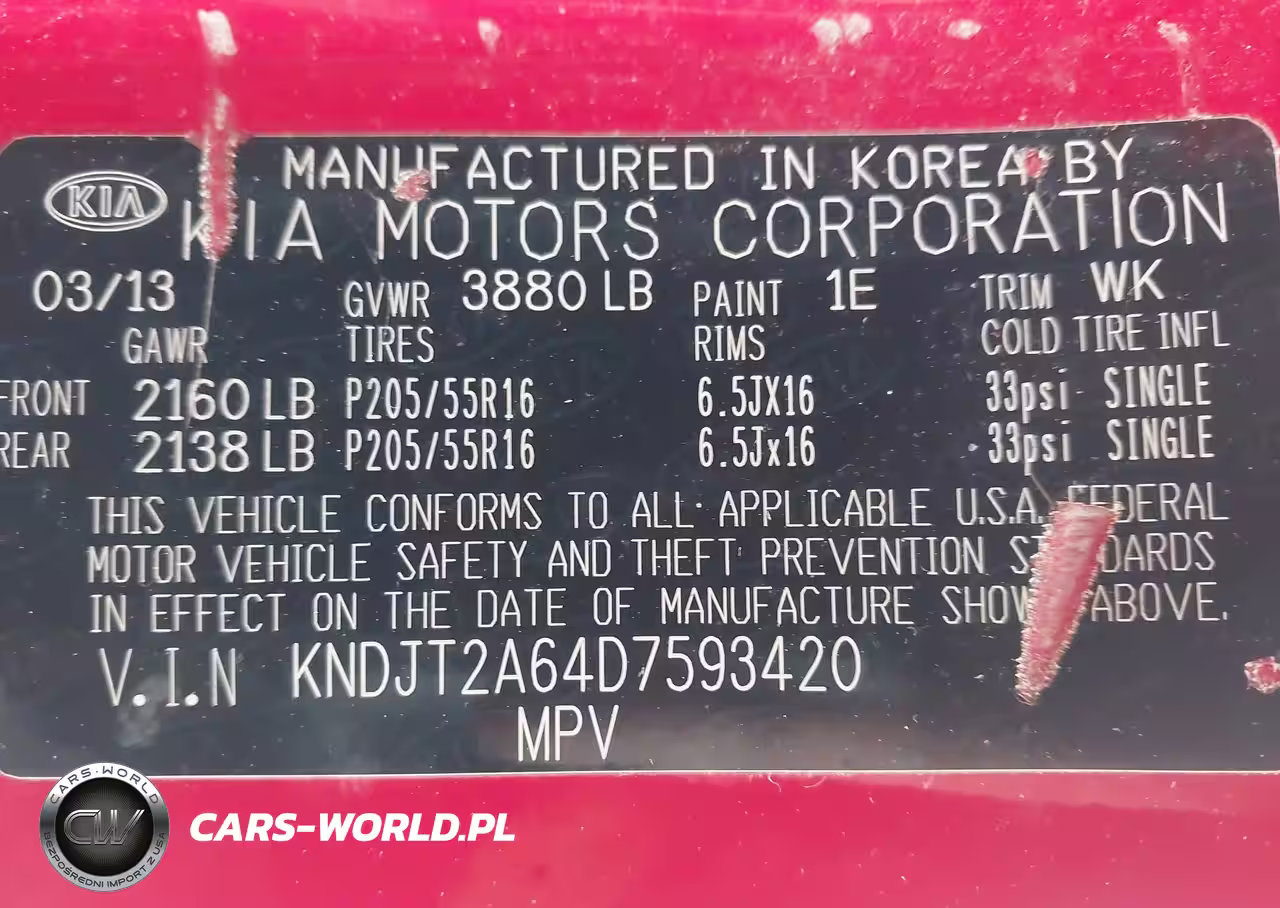 MANUFACTURED IN KOREA BY
KIA
KIA MOTORS CORPORATION
03/13 GVWR 3880 LB PAINT 1E TRIM WK
GAWR TIRES RIMS COLD TIRE INFL
FRONT 2160 LB P205/55R16 6.5JX16 33psi SINGLE
REAR 2138 LB P205/55R16 6.5Jx16 33psi SINGLE
THIS VEHICLE CONFORMS TO ALL APPLICABLE U.S.A. FEDERAL
MOTOR VEHICLE SAFETY AND THEFT PREVENTION STANDARDS
IN EFFECT ON THE DATE OF MANUFACTURE SHOWN ABOVE.
V.I.N KNDJT2A64D7593420
MPV
CARS-WORLD
CW
BEZPOŚREDNI IMPORT Z USA
CARS-WORLD.PL